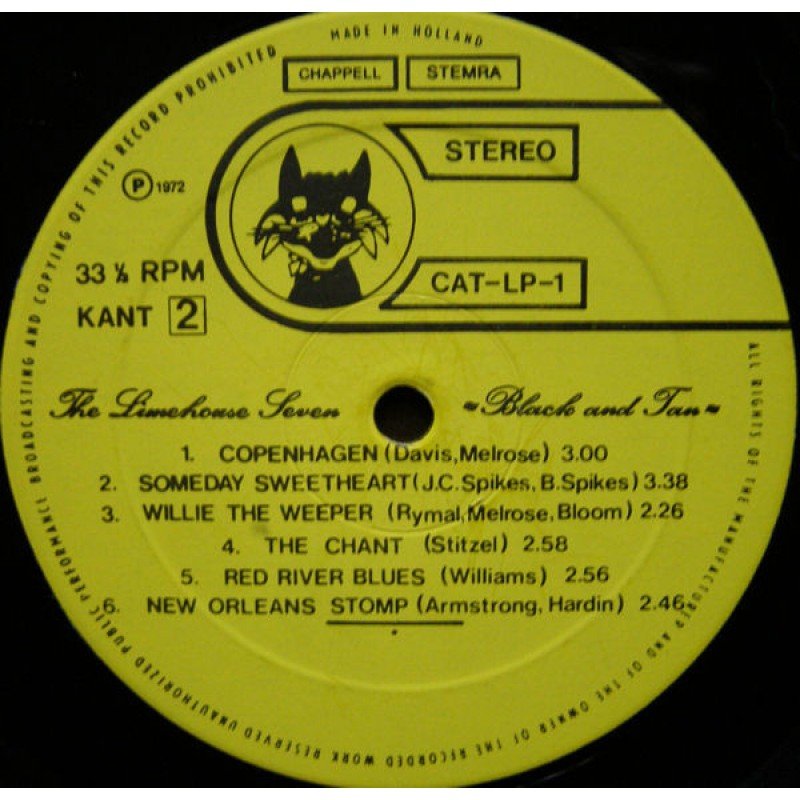 MADE IN HOLLAND
CHAPPELL STEMRA
STEREO
℗ 1972
33 ⅓ RPM
CAT-LP-1
KANT 2
The Limehouse Seven ≈Black and Tan≈
1. COPENHAGEN (Davis, Melrose) 3.00
2. SOMEDAY SWEETHEART (J.C. Spikes, B. Spikes) 3.38
3. WILLIE THE WEEPER (Rymal, Melrose, Bloom) 2.26
4. THE CHANT (Stitzel) 2.58
5. RED RIVER BLUES (Williams) 2.56
6. NEW ORLEANS STOMP (Armstrong, Hardin) 2.46
ALL RIGHTS OF THE MANUFACTURER AND OF THE OWNER OF THE RECORDED WORK RESERVED UNAUTHORIZED PUBLIC PERFORMANCE BROADCASTING AND COPYING OF THIS RECORD PROHIBITED